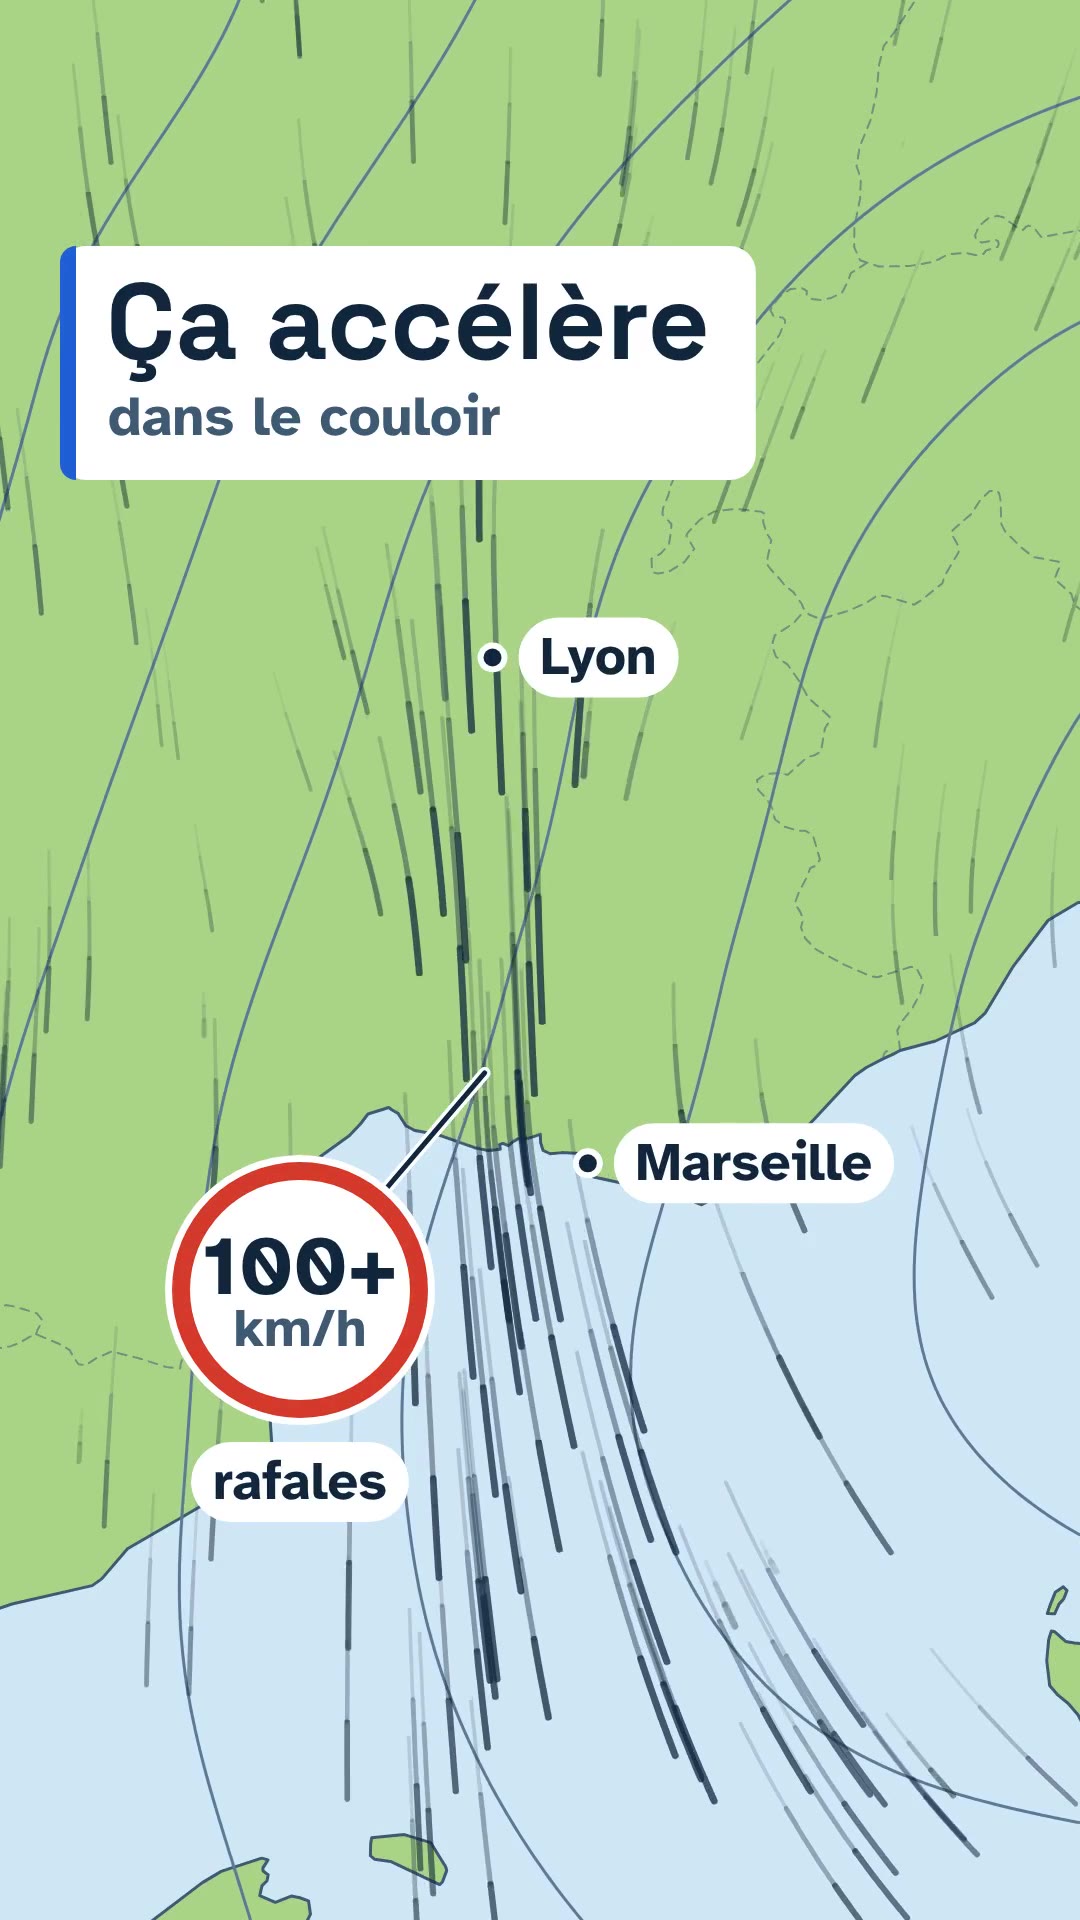 Ça accélère
dans le couloir
Lyon
Marseille
100+
km/h
rafales